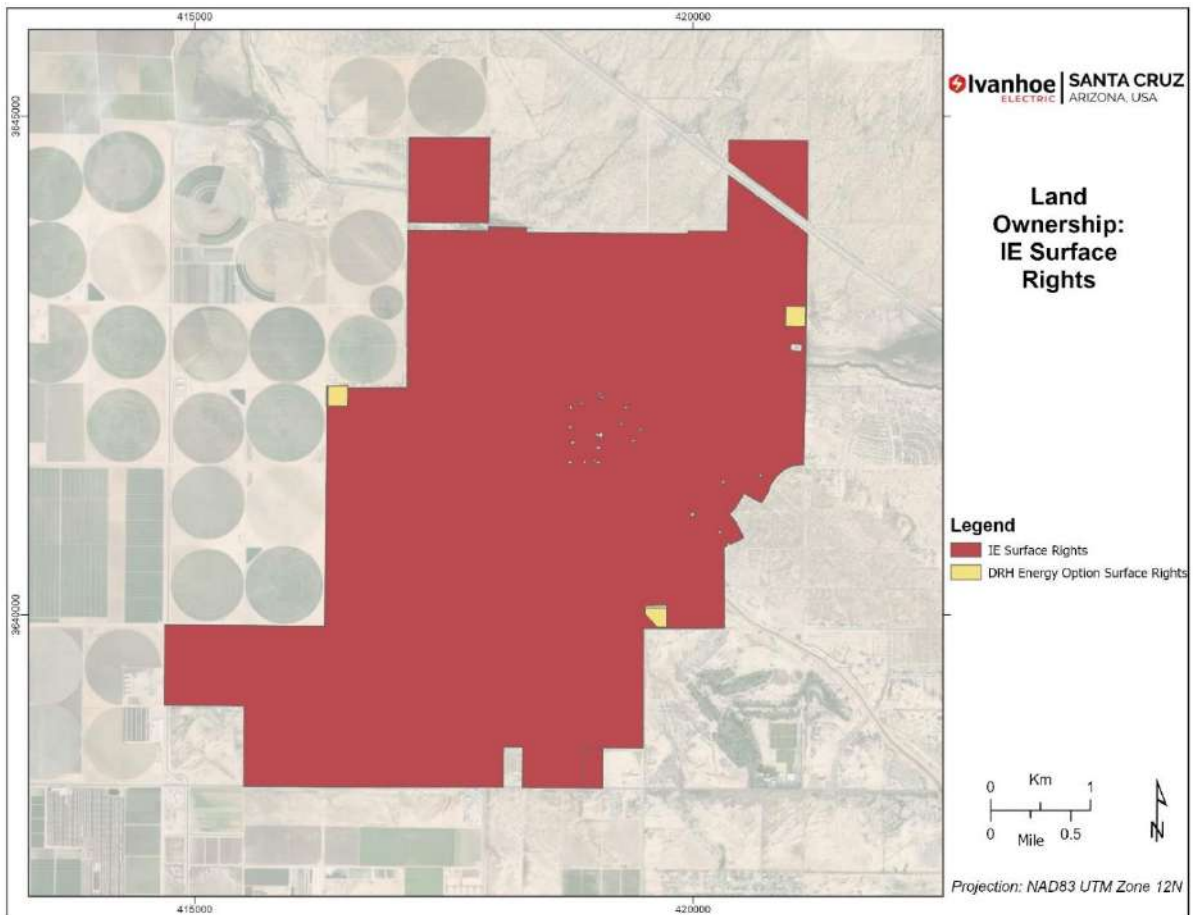 415000 420000
3645000
3640000
Ivanhoe ELECTRIC | SANTA CRUZ ARIZONA, USA
Land
Ownership:
IE Surface
Rights
Legend
IE Surface Rights
DRH Energy Option Surface Rights
Km
0 1
0 0.5
Mile
N
Projection: NAD83 UTM Zone 12N
415000 420000